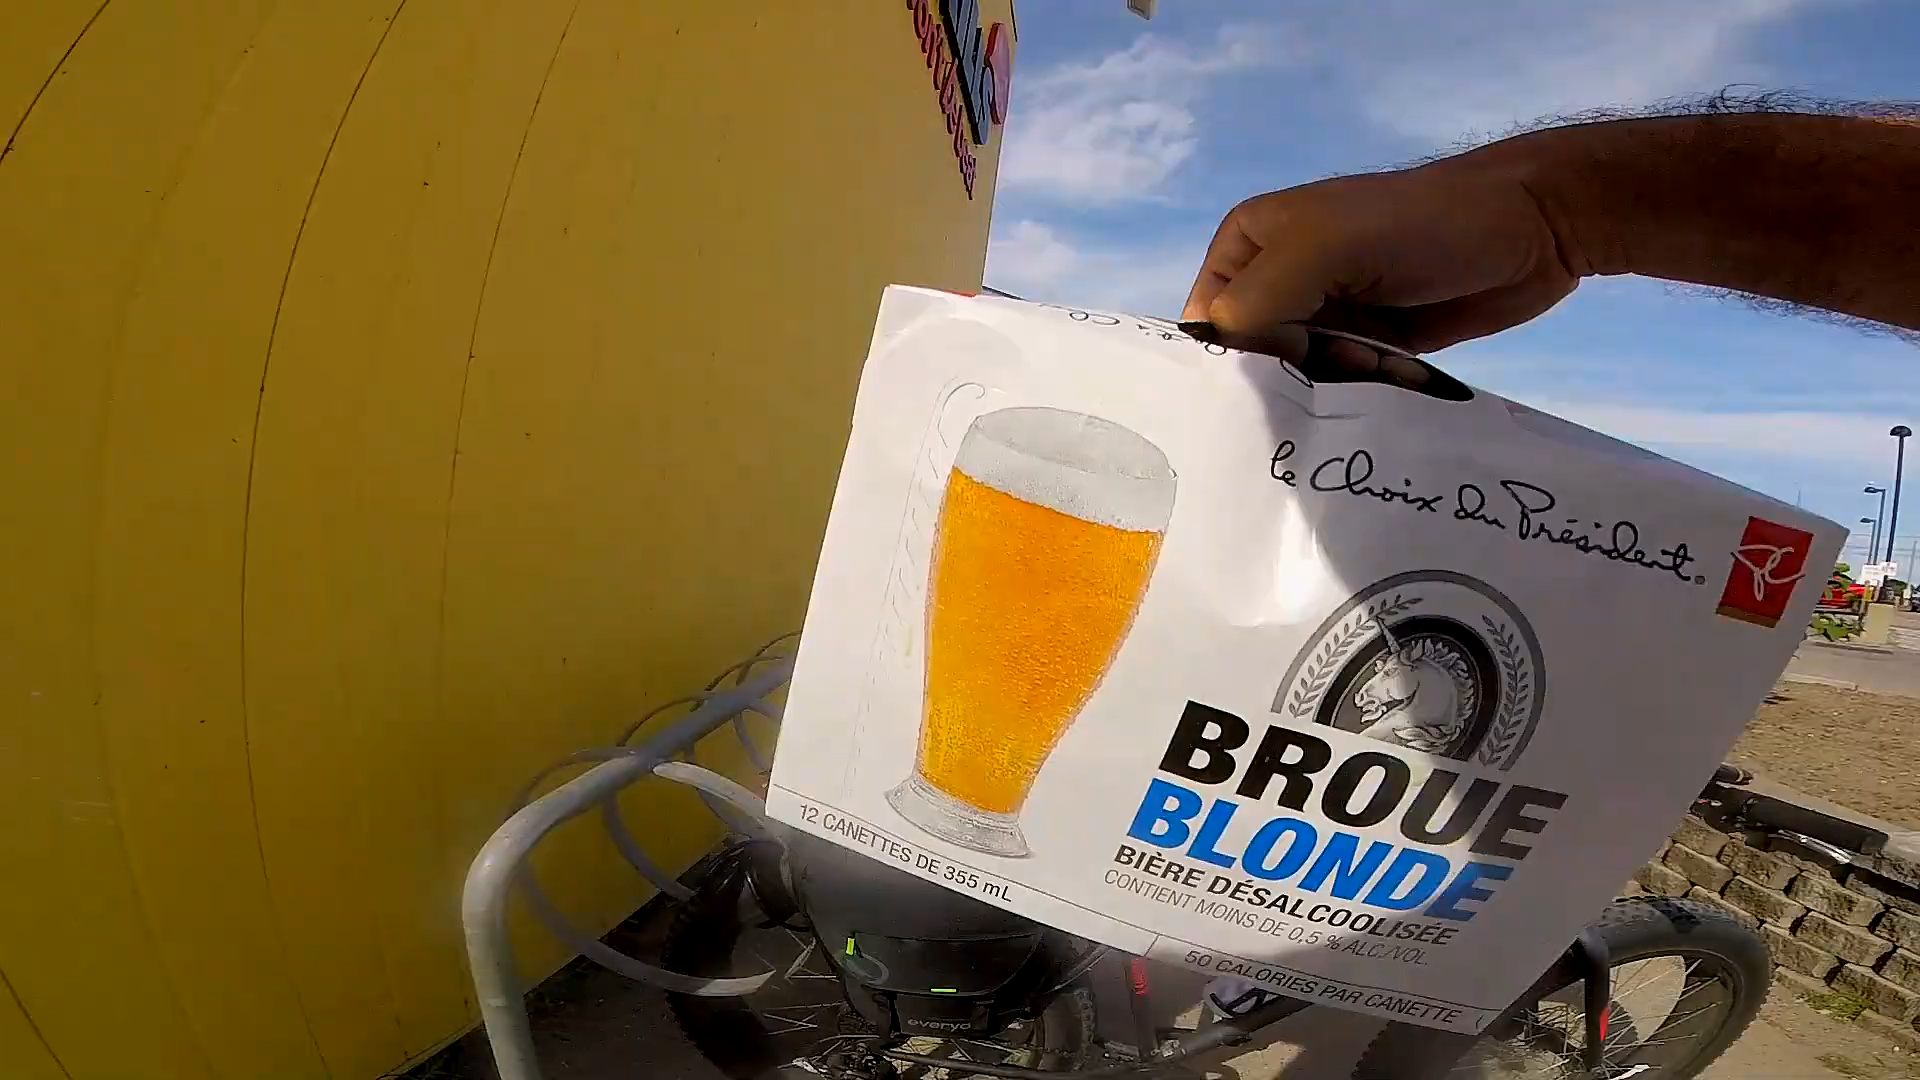 le Choix du Président
PC
BROUE
BLONDE
BIÈRE DÉSALCOOLISÉE
CONTIENT MOINS DE 0,5 % ALC./VOL.
12 CANETTES DE 355 mL
50 CALORIES PAR CANETTE
everyo